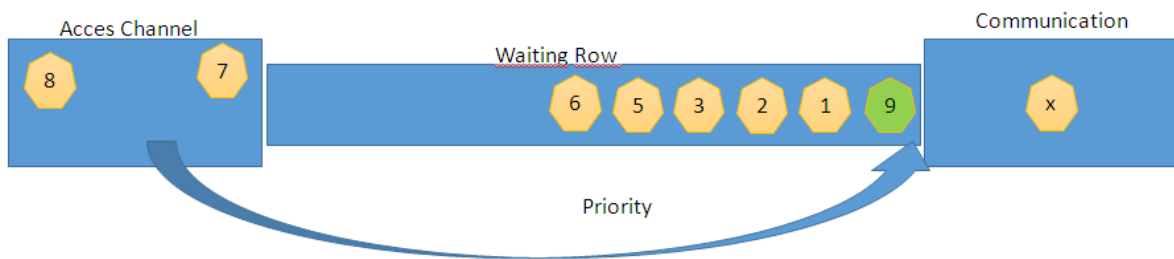 Acces Channel
Waiting Row
Communication
8
7
6 5 3 2 1 9
x
Priority